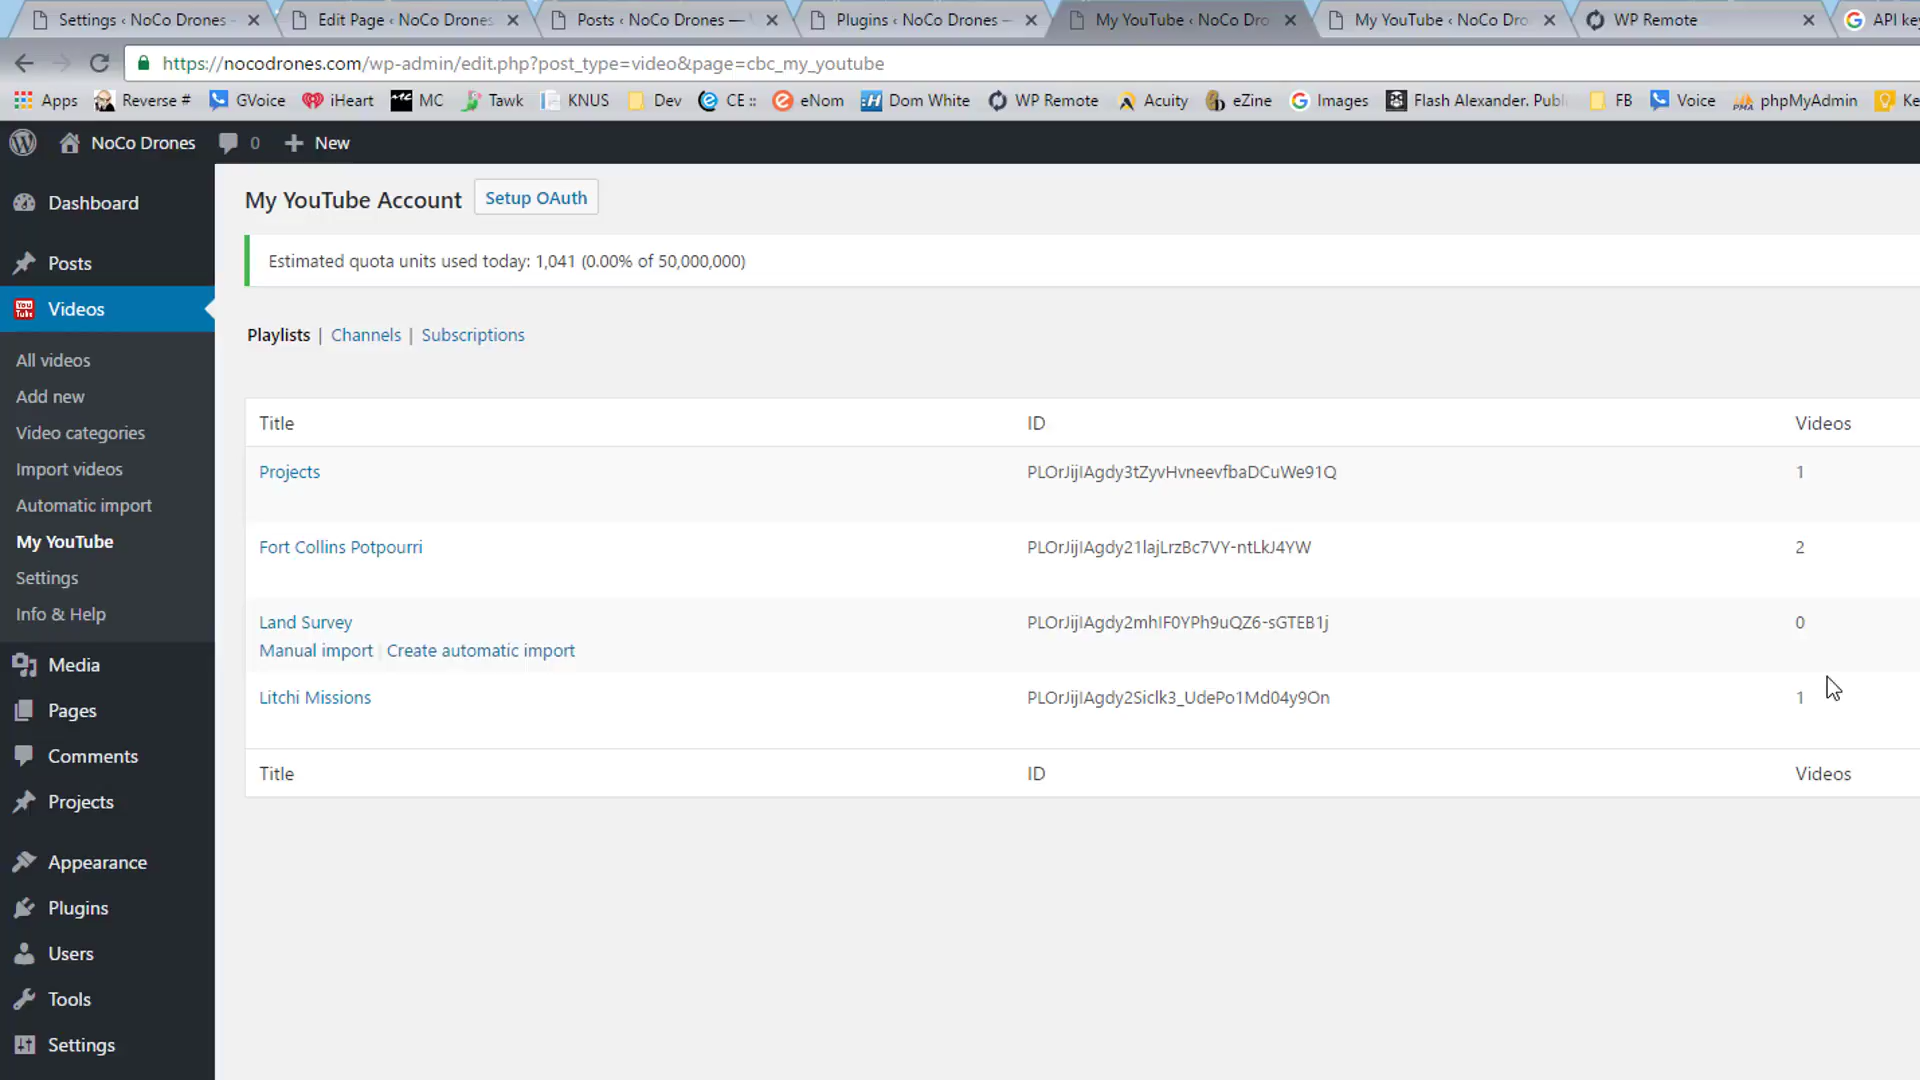 Settings ‹ NoCo Drones
Edit Page ‹ NoCo Drones
Posts ‹ NoCo Drones —
Plugins ‹ NoCo Drones —
My YouTube ‹ NoCo Dro
My YouTube ‹ NoCo Dro
WP Remote
API key
https://nocodrones.com/wp-admin/edit.php?post_type=video&page=cbc_my_youtube
Apps Reverse # GVoice iHeart MC Tawk KNUS Dev CE :: eNom Dom White WP Remote Acuity eZine Images Flash Alexander. Publ FB Voice phpMyAdmin Ke
NoCo Drones 0 New
Dashboard
Posts
Videos
All videos
Add new
Video categories
Import videos
Automatic import
My YouTube
Settings
Info & Help
Media
Pages
Comments
Projects
Appearance
Plugins
Users
Tools
Settings
My YouTube Account Setup OAuth
Estimated quota units used today: 1,041 (0.00% of 50,000,000)
Playlists | Channels | Subscriptions
Title ID Videos
Projects PLOrJijIAgdy3tZyvHvneevfbaDCuWe91Q 1
Fort Collins Potpourri PLOrJijIAgdy21lajLrzBc7VY-ntLkJ4YW 2
Land Survey PLOrJijIAgdy2mhIF0YPh9uQZ6-sGTEB1j 0
Manual import | Create automatic import
Litchi Missions PLOrJijIAgdy2Siclk3_UdePo1Md04y9On 1
Title ID Videos